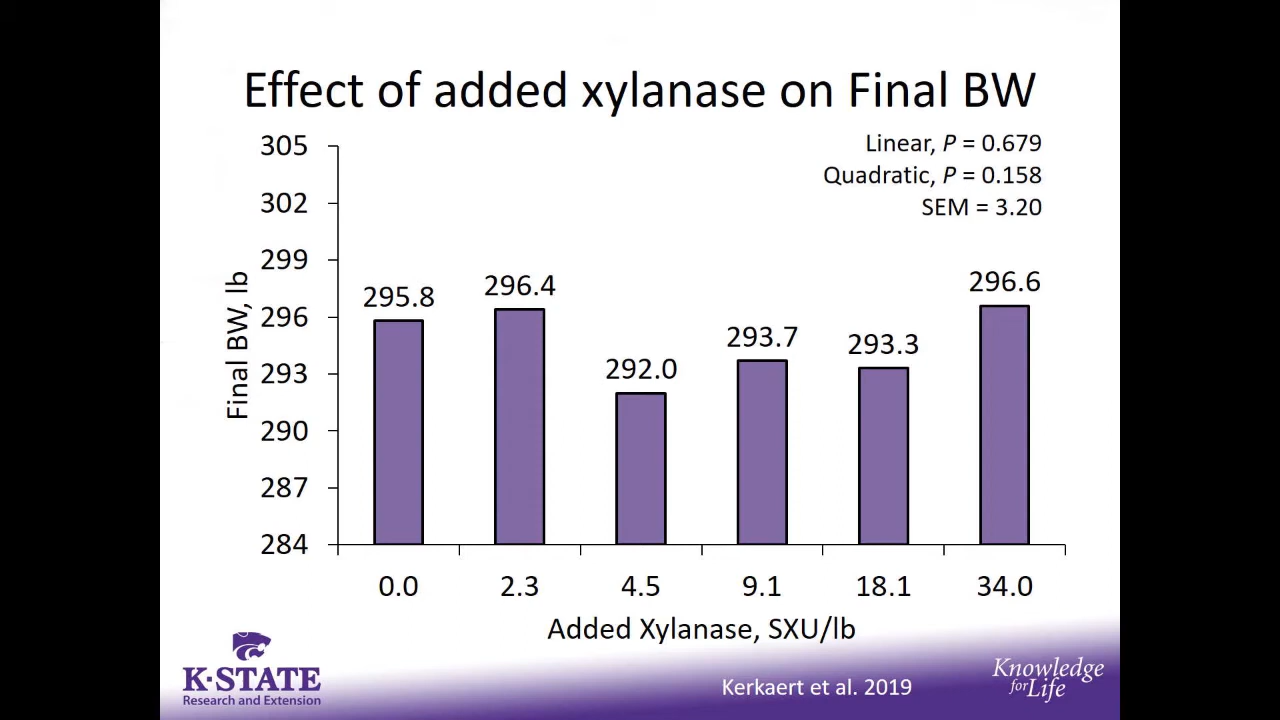 Effect of added xylanase on Final BW
Linear, P = 0.679
Quadratic, P = 0.158
SEM = 3.20
Final BW, lb
305
302
299
296
293
290
287
284
295.8
296.4
292.0
293.7
293.3
296.6
0.0 2.3 4.5 9.1 18.1 34.0
Added Xylanase, SXU/lb
K-STATE
Research and Extension
Kerkaert et al. 2019
Knowledge
for Life